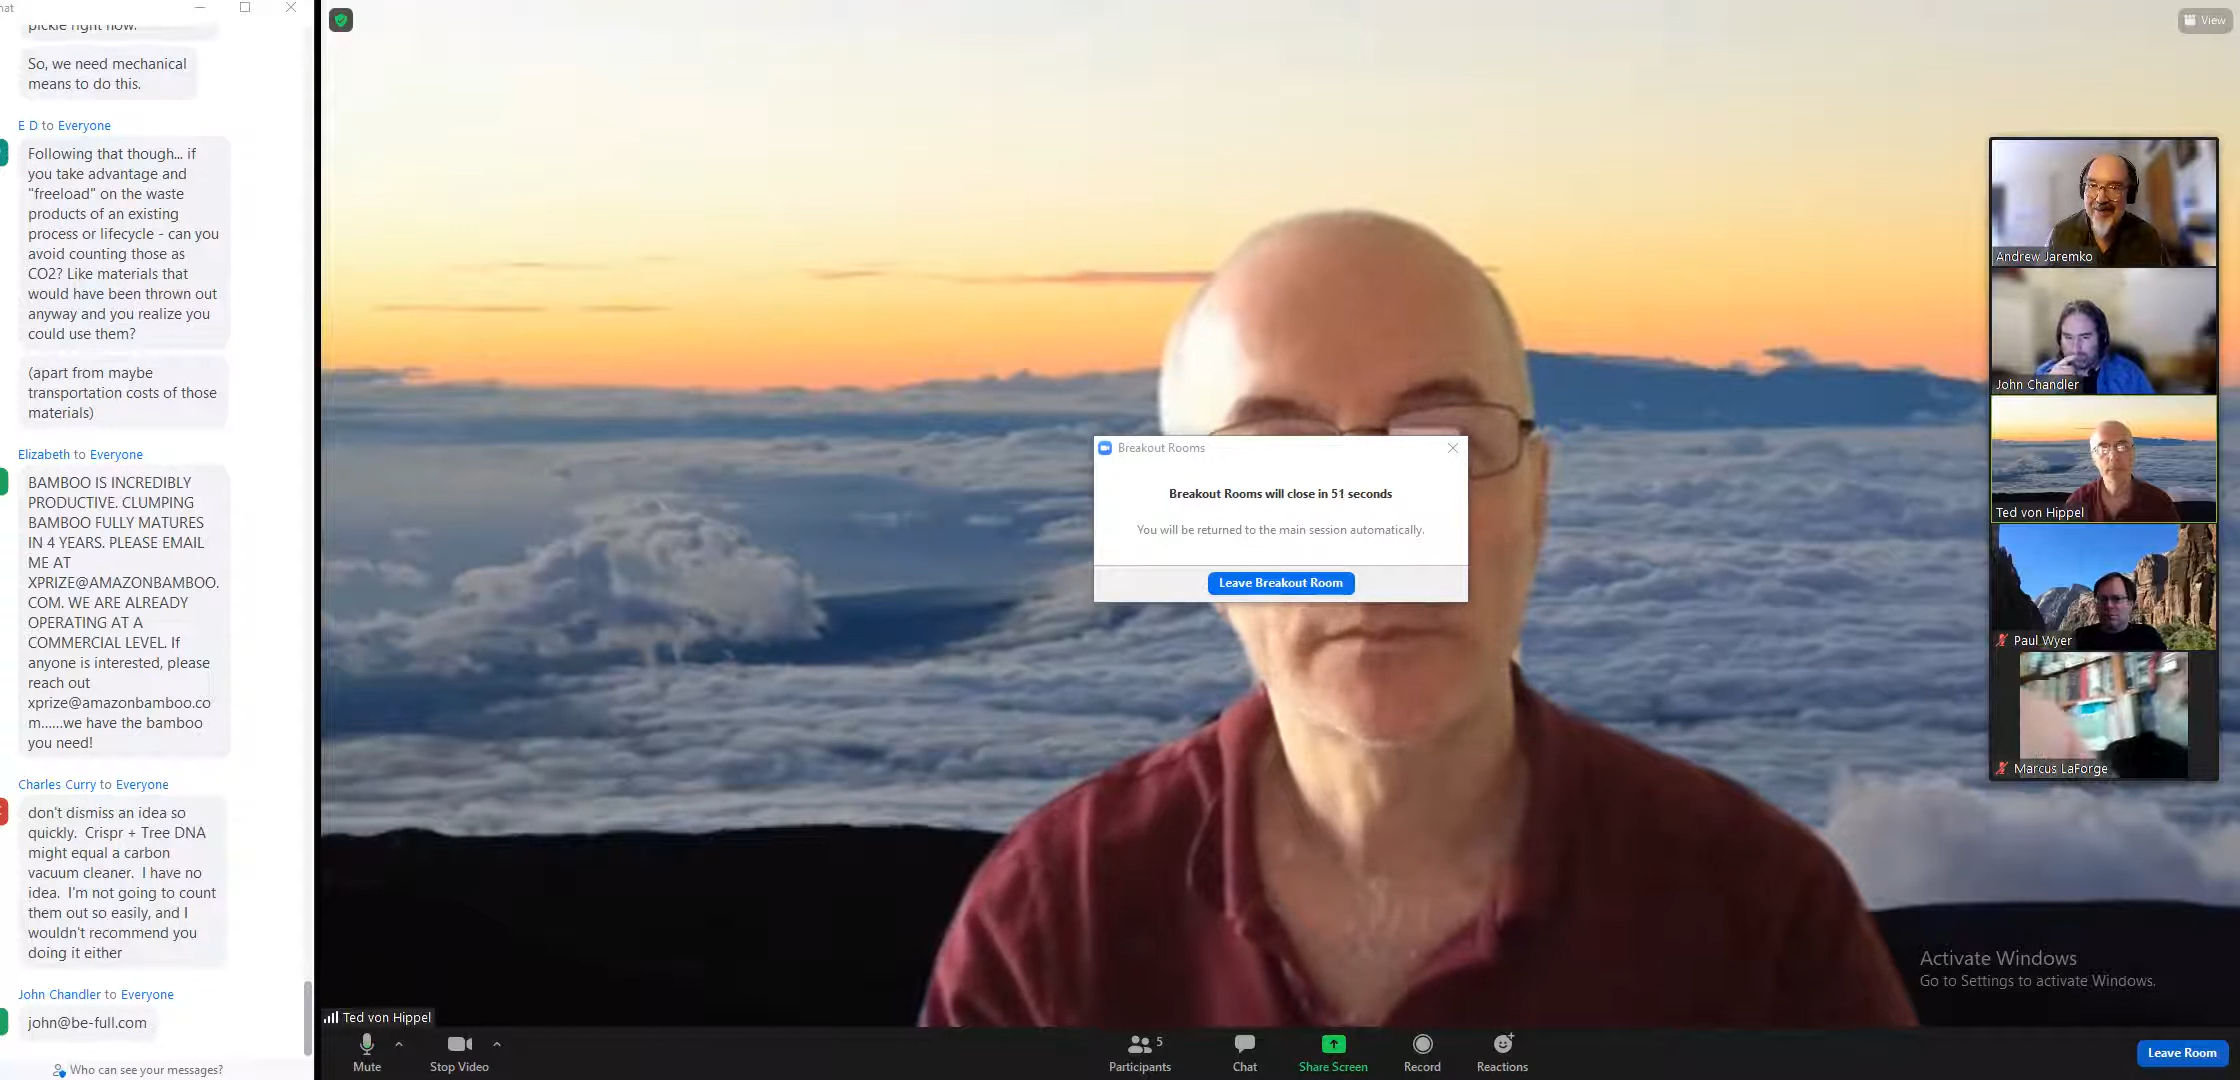 pickle right now.
So, we need mechanical
means to do this.
E D to Everyone
Following that though... if
you take advantage and
"freeload" on the waste
products of an existing
process or lifecycle - can you
avoid counting those as
CO2? Like materials that
would have been thrown out
anyway and you realize you
could use them?
(apart from maybe
transportation costs of those
materials)
Elizabeth to Everyone
BAMBOO IS INCREDIBLY
PRODUCTIVE. CLUMPING
BAMBOO FULLY MATURES
IN 4 YEARS. PLEASE EMAIL
ME AT
XPRIZE@AMAZONBAMBOO.
COM. WE ARE ALREADY
OPERATING AT A
COMMERCIAL LEVEL. If
anyone is interested, please
reach out
xprize@amazonbamboo.co
m......we have the bamboo
you need!
Charles Curry to Everyone
don't dismiss an idea so
quickly.  Crispr + Tree DNA
might equal a carbon
vacuum cleaner.  I have no
idea.  I'm not going to count
them out so easily, and I
wouldn't recommend you
doing it either
John Chandler to Everyone
john@be-full.com
Who can see your messages?
View
Breakout Rooms
Breakout Rooms will close in 51 seconds
You will be returned to the main session automatically.
Leave Breakout Room
Andrew Jaremko
John Chandler
Ted von Hippel
Paul Wyer
Marcus LaForge
Activate Windows
Go to Settings to activate Windows.
Ted von Hippel
Mute
Stop Video
5
Participants
Chat
Share Screen
Record
Reactions
Leave Room